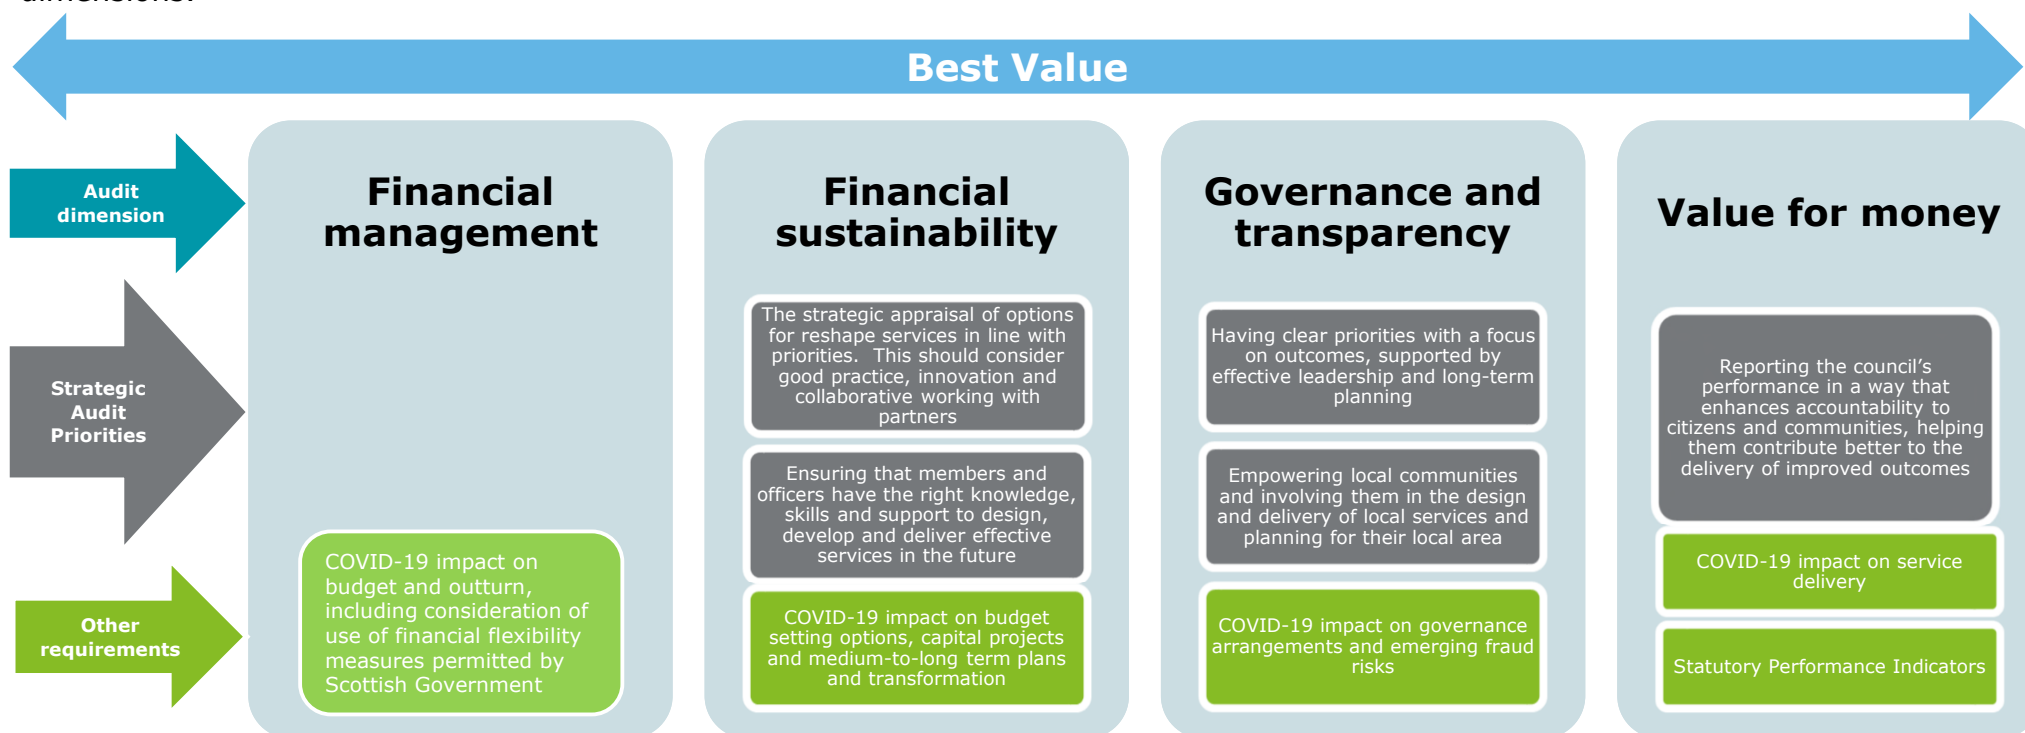 dimensions.
Best Value
Audit
dimension
Financial
management
Financial
sustainability
Governance and
transparency
Value for money
Strategic
Audit
Priorities
The strategic appraisal of options
for reshape services in line with
priorities.  This should consider
good practice, innovation and
collaborative working with
partners
Ensuring that members and
officers have the right knowledge,
skills and support to design,
develop and deliver effective
services in the future
Having clear priorities with a focus
on outcomes, supported by
effective leadership and long-term
planning
Empowering local communities
and involving them in the design
and delivery of local services and
planning for their local area
Reporting the council’s
performance in a way that
enhances accountability to
citizens and communities, helping
them contribute better to the
delivery of improved outcomes
Other
requirements
COVID-19 impact on
budget and outturn,
including consideration of
use of financial flexibility
measures permitted by
Scottish Government
COVID-19 impact on budget
setting options, capital projects
and medium-to-long term plans
and transformation
COVID-19 impact on governance
arrangements and emerging fraud
risks
COVID-19 impact on service
delivery
Statutory Performance Indicators